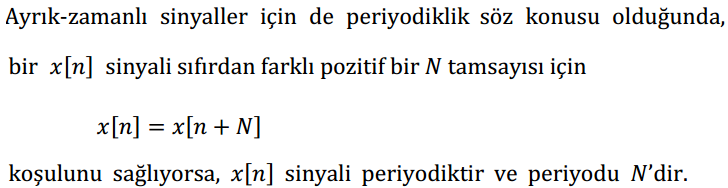 Ayrık-zamanlı sinyaller için de periyodiklik söz konusu olduğunda,
bir x[n] sinyali sıfırdan farklı pozitif bir N tamsayısı için
x[n] = x[n + N]
koşulunu sağlıyorsa, x[n] sinyali periyodiktir ve periyodu N’dir.